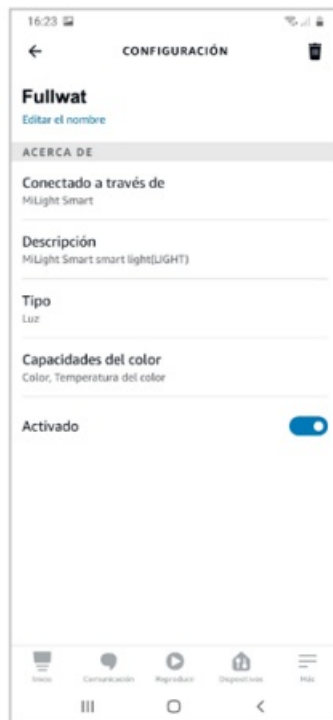 16:23
CONFIGURACIÓN
Fullwat
Editar el nombre
ACERCA DE
Conectado a través de
MiLight Smart
Descripción
MiLight Smart smart light(LIGHT)
Tipo
Luz
Capacidades del color
Color, Temperatura del color
Activado
Inicio Comunicación Reproducir Dispositivos Más